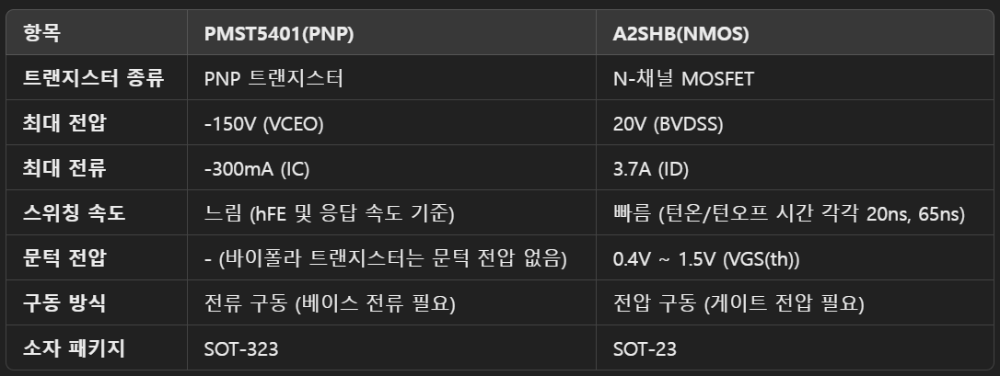 항목 PMST5401(PNP) A2SHB(NMOS)
트랜지스터 종류 PNP 트랜지스터 N-채널 MOSFET
최대 전압 -150V (VCEO) 20V (BVDSS)
최대 전류 -300mA (IC) 3.7A (ID)
스위칭 속도 느림 (hFE 및 응답 속도 기준) 빠름 (턴온/턴오프 시간 각각 20ns, 65ns)
문턱 전압 - (바이폴라 트랜지스터는 문턱 전압 없음) 0.4V ~ 1.5V (VGS(th))
구동 방식 전류 구동 (베이스 전류 필요) 전압 구동 (게이트 전압 필요)
소자 패키지 SOT-323 SOT-23